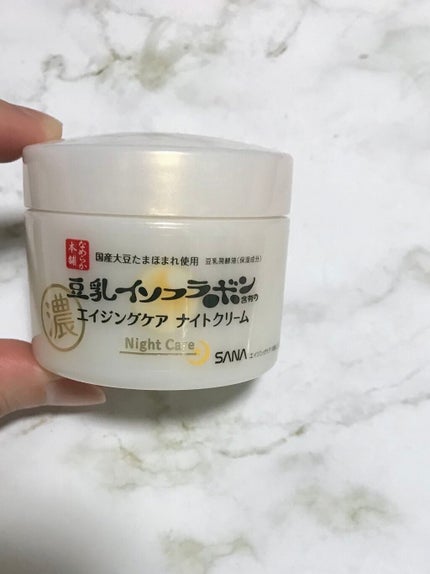 なめらか
本舗
国産大豆たまほまれ使用 豆乳発酵液(保湿成分)
豆乳イソフラボン
含有の
濃
エイジングケア ナイトクリーム
Night Care
SANA